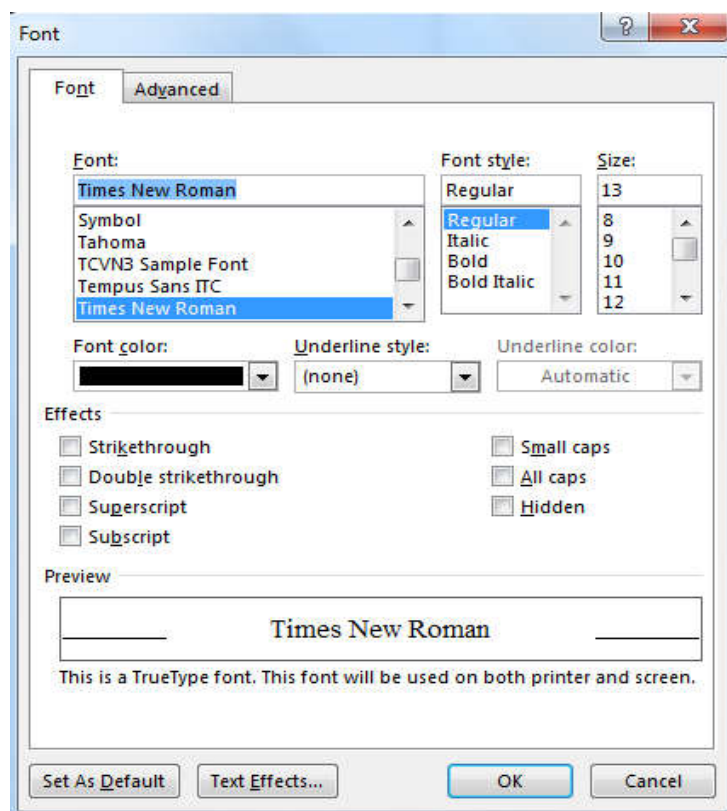 Font
Font Advanced
Font: Font style: Size:
Times New Roman Regular 13
Symbol Regular 8
Tahoma Italic 9
TCVN3 Sample Font Bold 10
Tempus Sans ITC Bold Italic 11
Times New Roman 12
Font color: Underline style: Underline color:
(none) Automatic
Effects
Strikethrough Small caps
Double strikethrough All caps
Superscript Hidden
Subscript
Preview
Times New Roman
This is a TrueType font. This font will be used on both printer and screen.
Set As Default Text Effects... OK Cancel